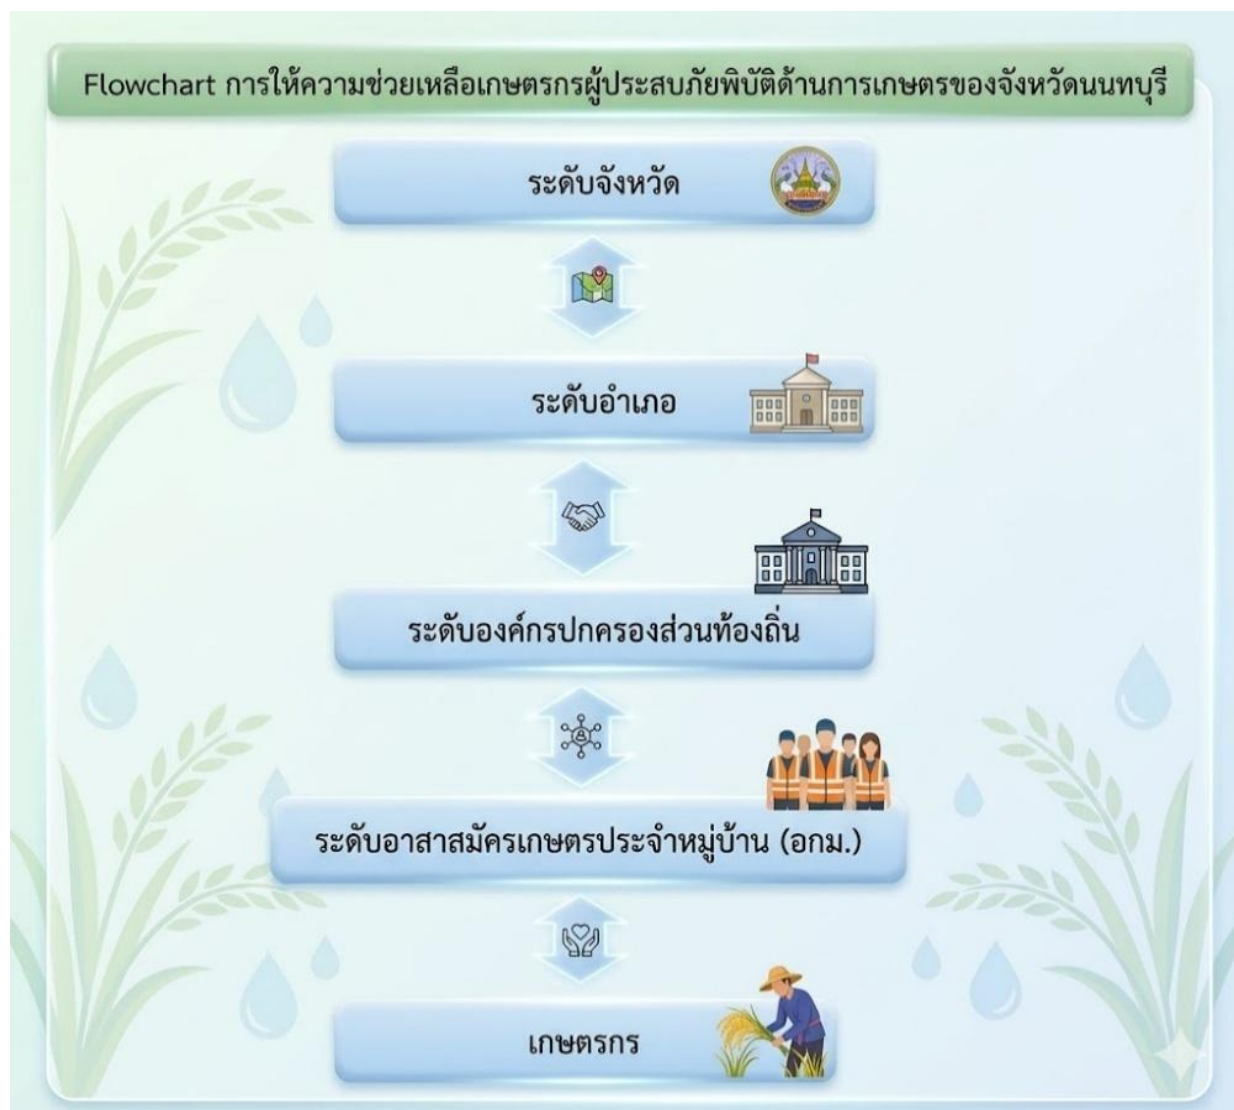 Flowchart การให้ความช่วยเหลือเกษตรกรผู้ประสบภัยพิบัติด้านการเกษตรของจังหวัดนนทบุรี
ระดับจังหวัด
ระดับอำเภอ
ระดับองค์กรปกครองส่วนท้องถิ่น
ระดับอาสาสมัครเกษตรประจำหมู่บ้าน (อกม.)
เกษตรกร